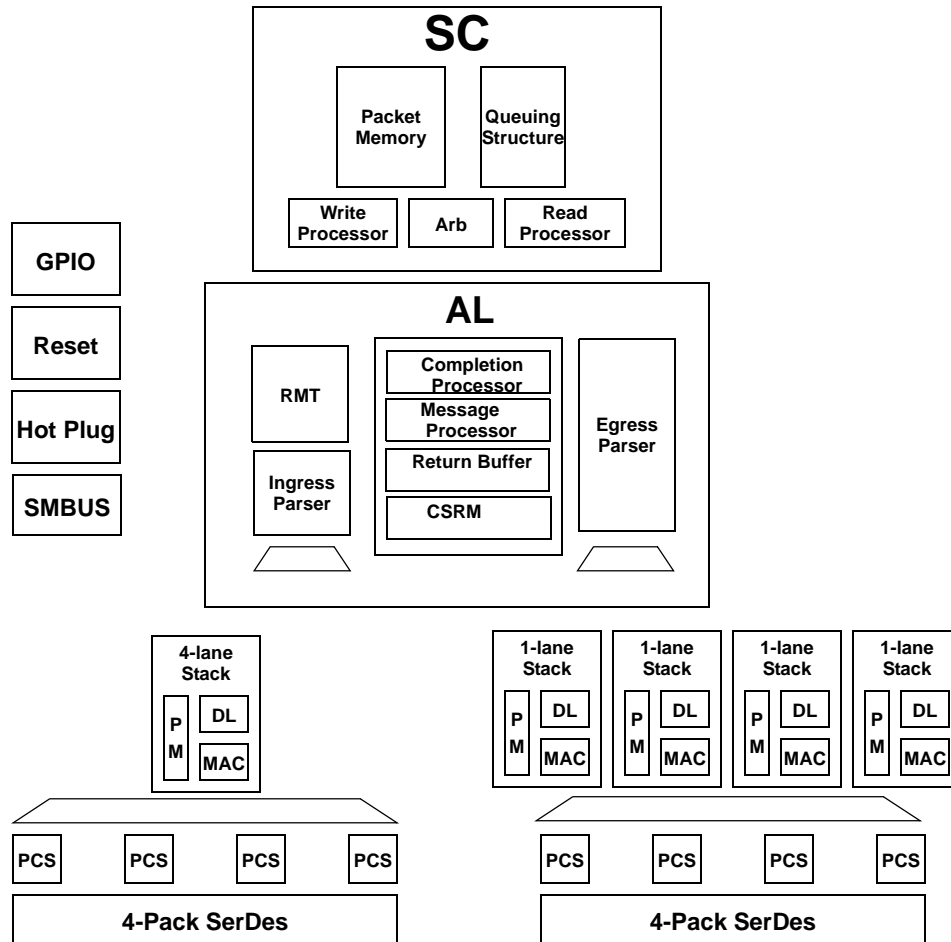 SC
Packet
Memory
Queuing
Structure
Write
Processor
Arb
Read
Processor
GPIO
Reset
Hot Plug
SMBUS
AL
RMT
Ingress
Parser
Completion
Processor
Message
Processor
Return Buffer
CSRM
Egress
Parser
4-lane
Stack
P
M
DL
MAC
1-lane
Stack
P
M
DL
MAC
1-lane
Stack
P
M
DL
MAC
1-lane
Stack
P
M
DL
MAC
1-lane
Stack
P
M
DL
MAC
PCS
PCS
PCS
PCS
PCS
PCS
PCS
PCS
4-Pack SerDes
4-Pack SerDes